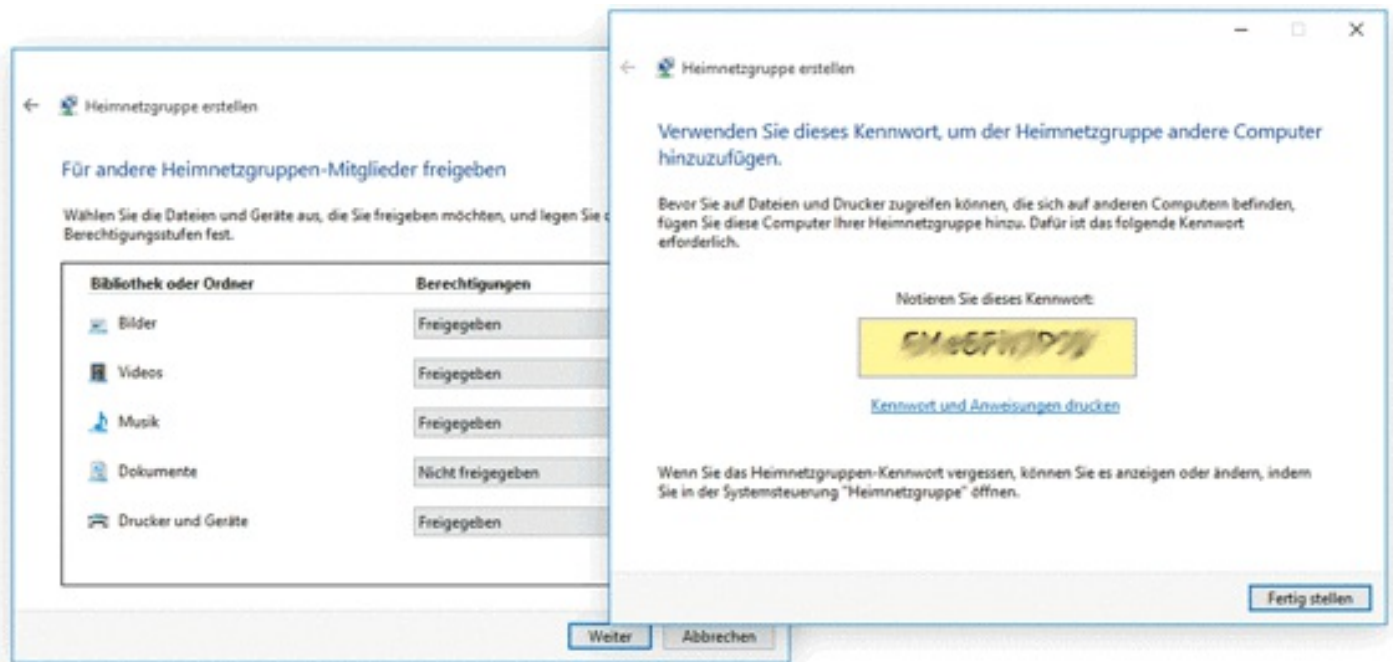 Heimnetzgruppe erstellen
Für andere Heimnetzgruppen-Mitglieder freigeben
Wählen Sie die Dateien und Geräte aus, die Sie freigeben möchten, und legen Sie
Berechtigungsstufen fest.
Bibliothek oder Ordner Berechtigungen
Bilder Freigegeben
Videos Freigegeben
Musik Freigegeben
Dokumente Nicht freigegeben
Drucker und Geräte Freigegeben
Weiter Abbrechen
Heimnetzgruppe erstellen
Verwenden Sie dieses Kennwort, um der Heimnetzgruppe andere Computer
hinzuzufügen.
Bevor Sie auf Dateien und Drucker zugreifen können, die sich auf anderen Computern befinden,
fügen Sie diese Computer Ihrer Heimnetzgruppe hinzu. Dafür ist das folgende Kennwort
erforderlich.
Notieren Sie dieses Kennwort:
Kennwort und Anweisungen drucken
Wenn Sie das Heimnetzgruppen-Kennwort vergessen, können Sie es anzeigen oder ändern, indem
Sie in der Systemsteuerung "Heimnetzgruppe" öffnen.
Fertig stellen